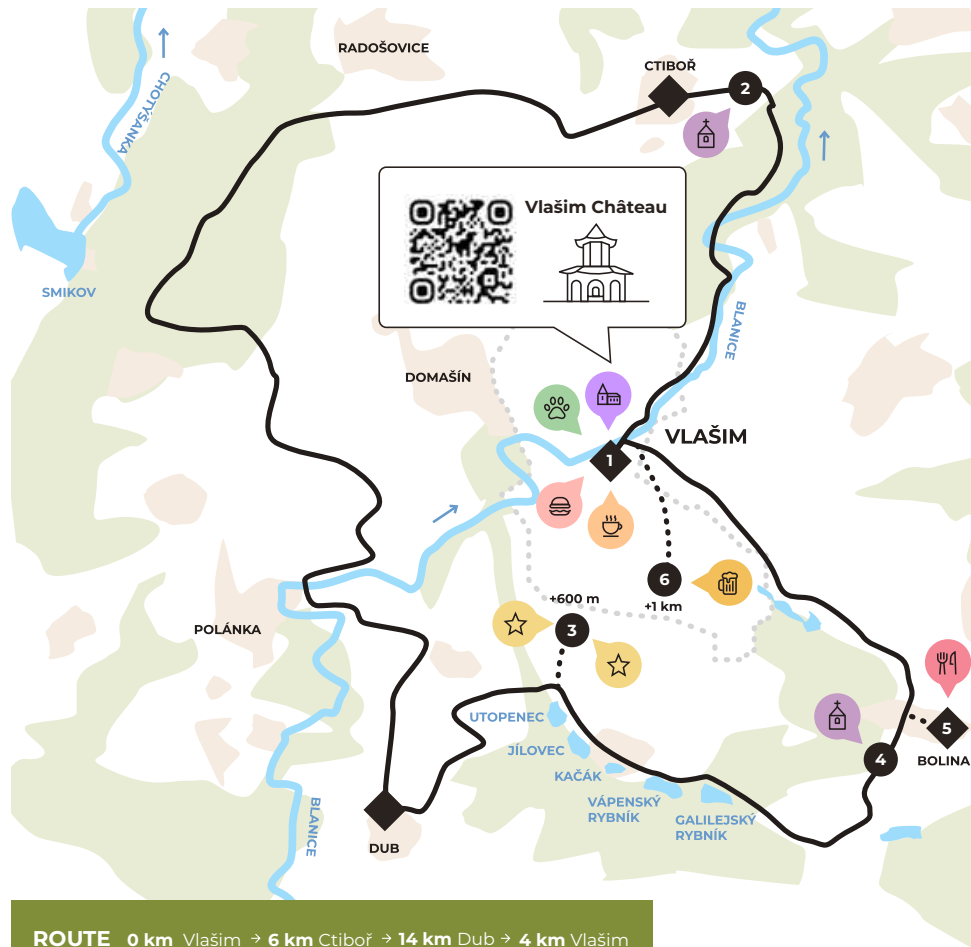 RADOŠOVICE
CTIBOŘ
2
CHOTÝŠANKA
Vlašim Château
SMIKOV
BLANICE
DOMAŠÍN
VLAŠIM
1
6
+1 km
+600 m
3
POLÁNKA
UTOPENEC
JÍLOVEC
KAČÁK
VÁPENSKÝ
RYBNÍK
GALILEJSKÝ
RYBNÍK
5
BOLINA
4
BLANICE
DUB
ROUTE 0 km Vlašim → 6 km Ctiboř → 14 km Dub → 4 km Vlašim